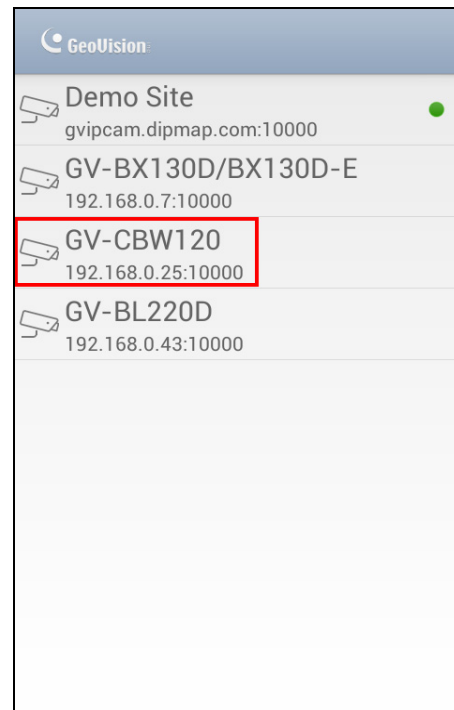 GeoVision
Demo Site
gvipcam.dipmap.com:10000
GV-BX130D/BX130D-E
192.168.0.7:10000
GV-CBW120
192.168.0.25:10000
GV-BL220D
192.168.0.43:10000